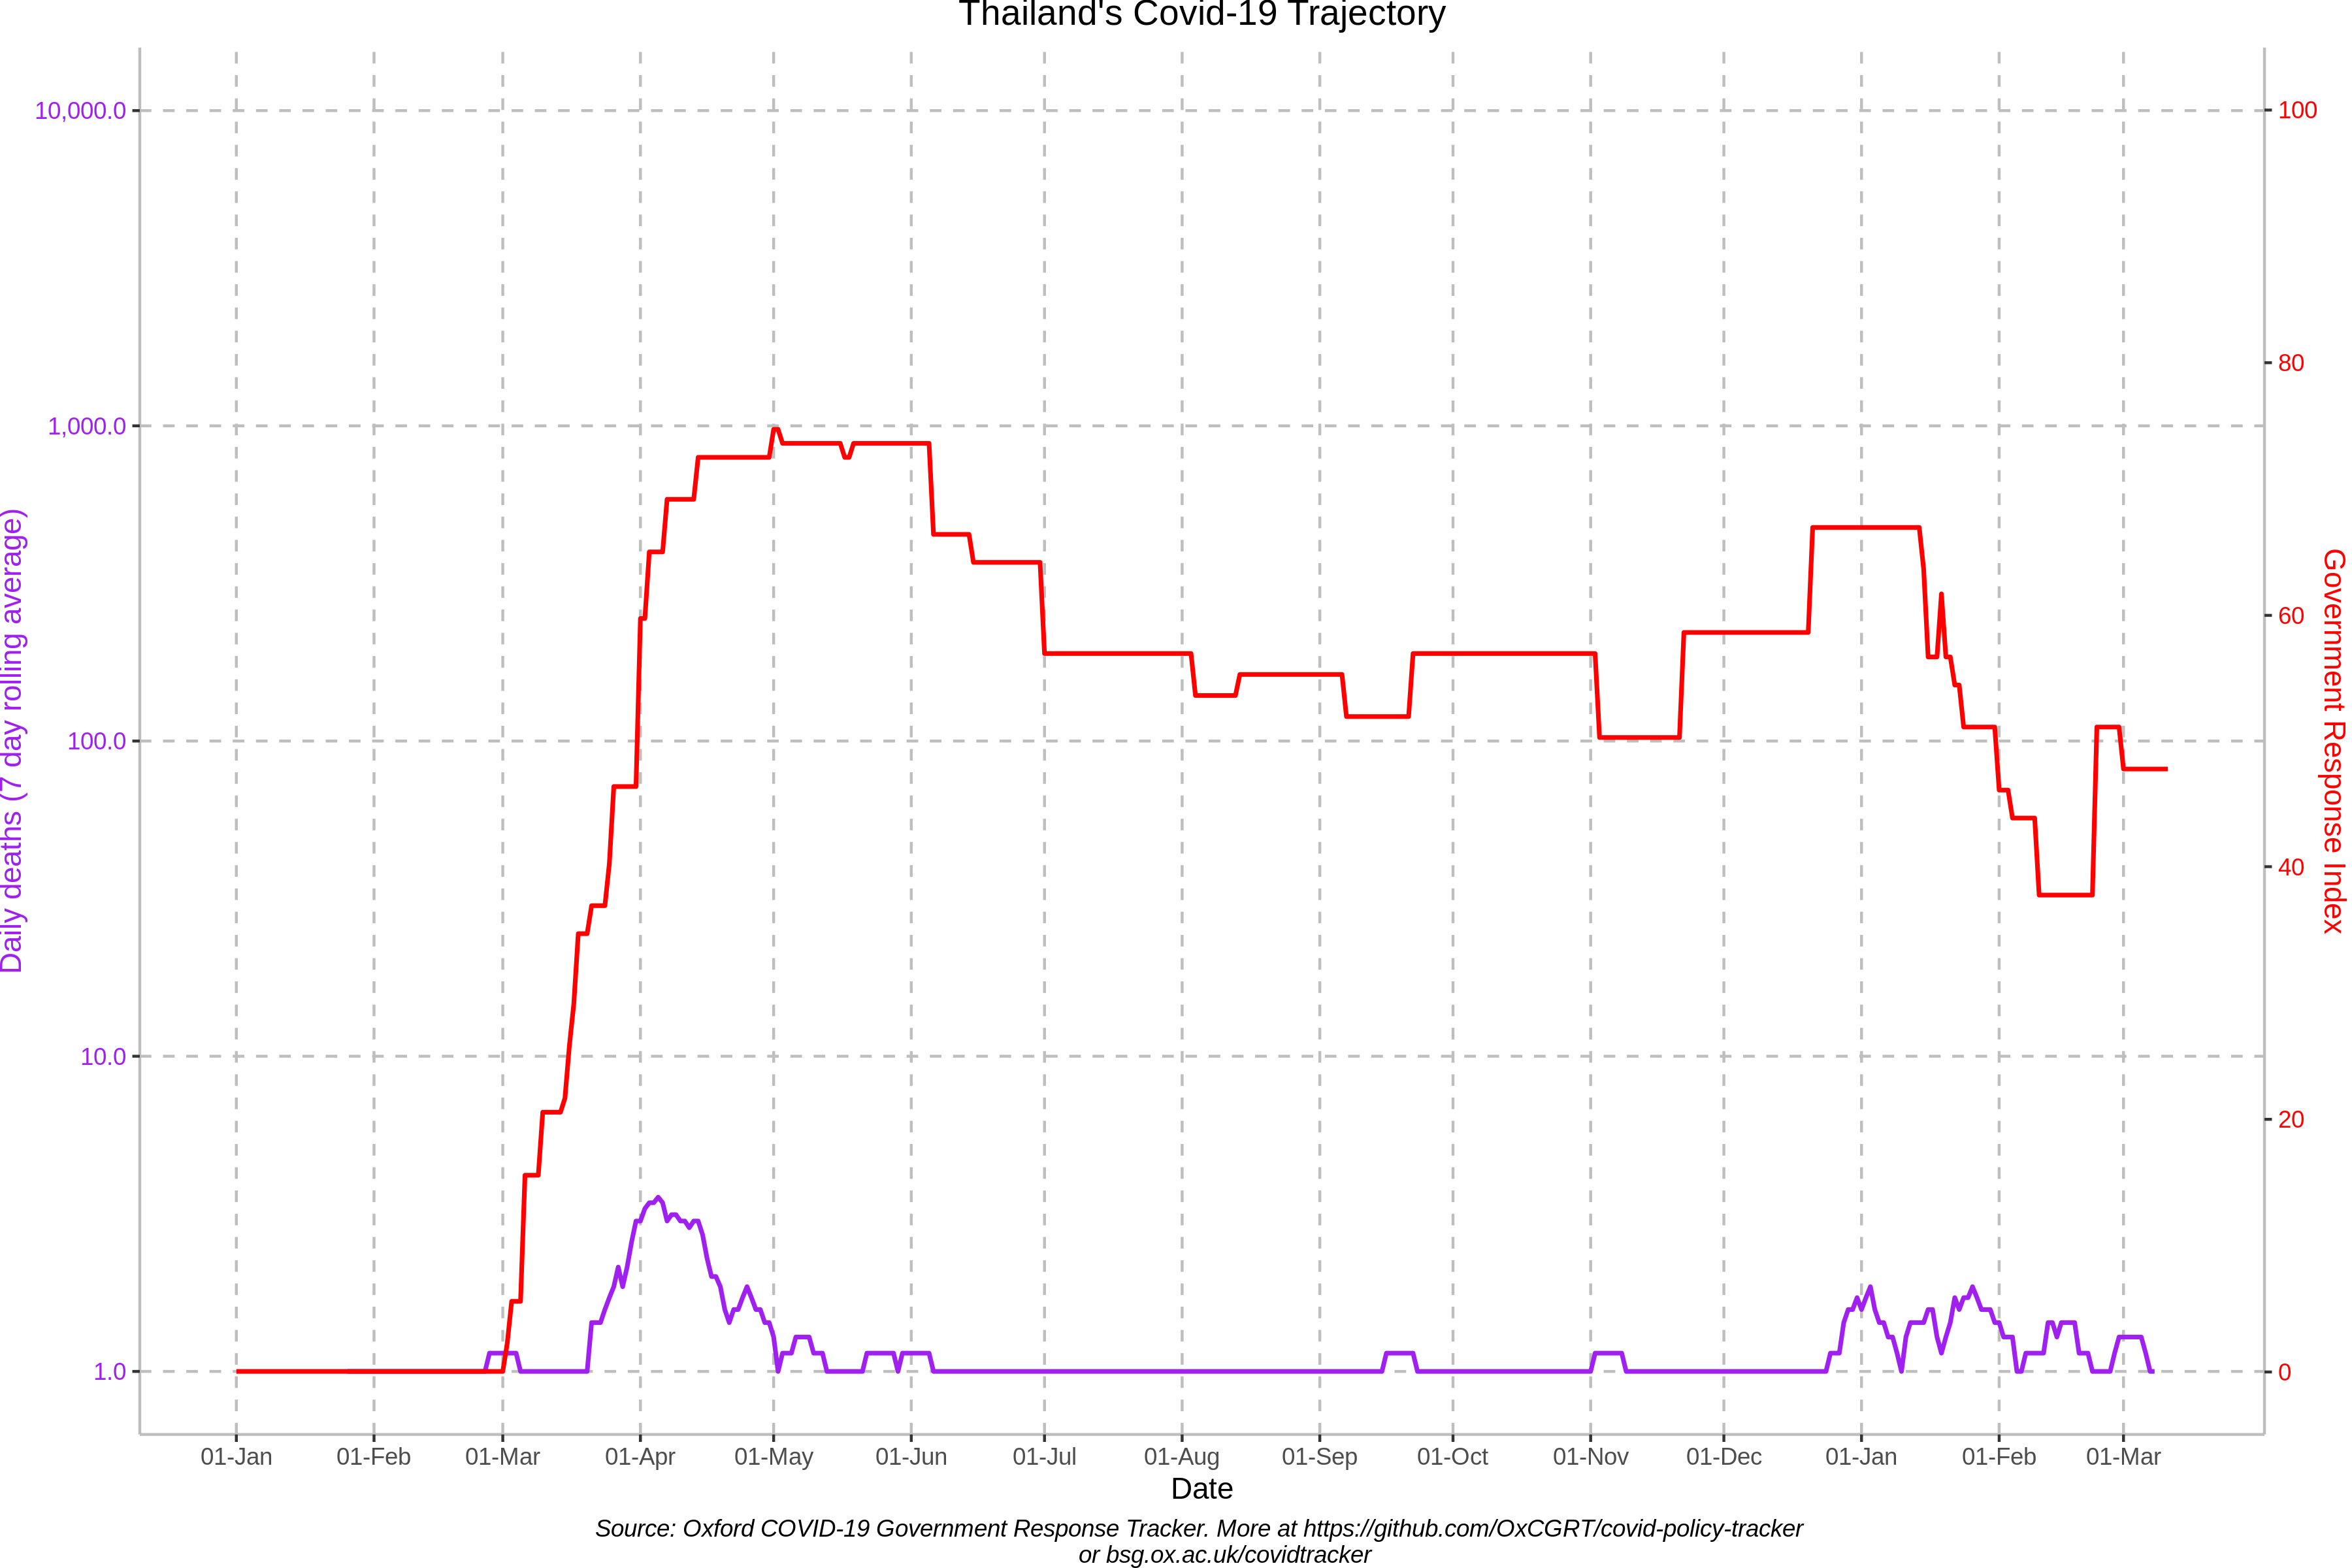 Thailand's Covid-19 Trajectory
10,000.0
1,000.0
100.0
10.0
1.0
Daily deaths (7 day rolling average)
100
80
60
40
20
0
Government Response Index
01-Jan 01-Feb 01-Mar 01-Apr 01-May 01-Jun 01-Jul 01-Aug 01-Sep 01-Oct 01-Nov 01-Dec 01-Jan 01-Feb 01-Mar
Date
Source: Oxford COVID-19 Government Response Tracker. More at https://github.com/OxCGRT/covid-policy-tracker
or bsg.ox.ac.uk/covidtracker